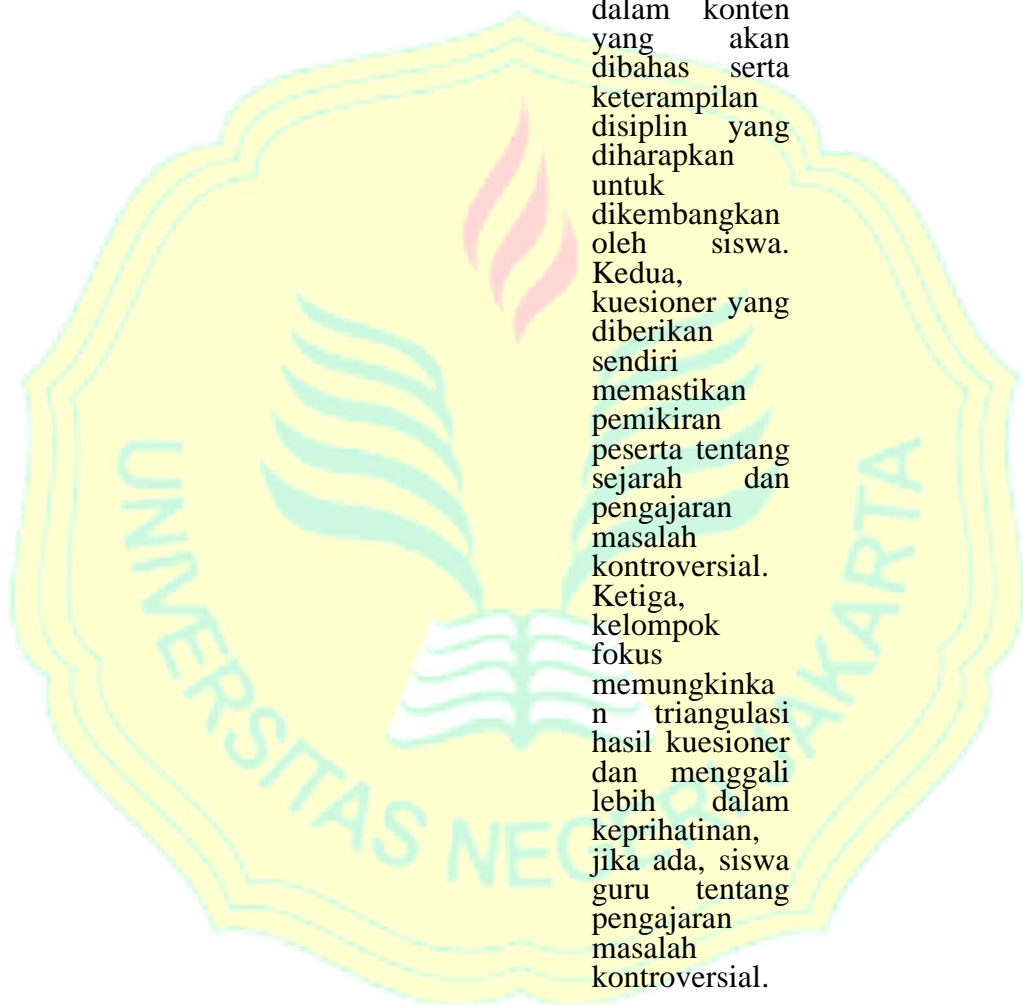 dalam konten
yang akan
dibahas serta
keterampilan
disiplin yang
diharapkan
untuk
dikembangkan
oleh siswa.
Kedua,
kuesioner yang
diberikan
sendiri
memastikan
pemikiran
peserta tentang
sejarah dan
pengajaran
masalah
kontroversial.
Ketiga,
kelompok
fokus
memungkinka
n triangulasi
hasil kuesioner
dan menggali
lebih dalam
keprihatinan,
jika ada, siswa
guru tentang
pengajaran
masalah
kontroversial.
UNIVERSITAS NEGERI JAKARTA